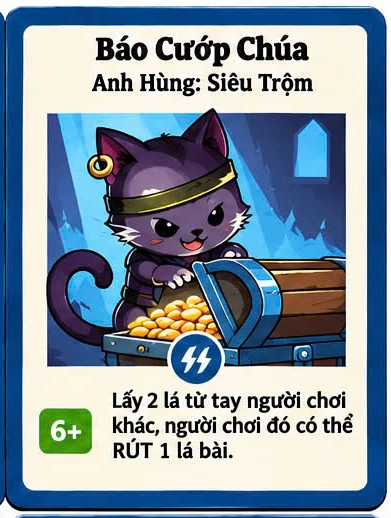 Báo Cướp Chúa
Anh Hùng: Siêu Trộm
6+
Lấy 2 lá từ tay người chơi
khác, người chơi đó có thể
RÚT 1 lá bài.